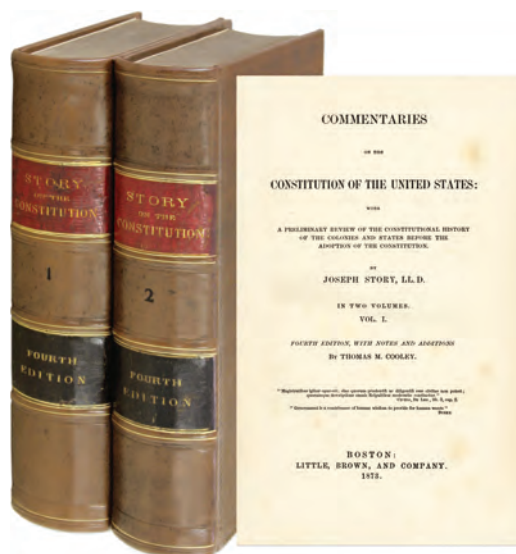 STORY
ON THE
CONSTITUTION
1
FOURTH
EDITION
STORY
ON THE
CONSTITUTION
2
FOURTH
EDITION
COMMENTARIES
ON THE
CONSTITUTION OF THE UNITED STATES:
WITH
A PRELIMINARY REVIEW OF THE CONSTITUTIONAL HISTORY
OF THE COLONIES AND STATES BEFORE THE
ADOPTION OF THE CONSTITUTION.
BY
JOSEPH STORY, LL.D.
IN TWO VOLUMES.
VOL. I.
FOURTH EDITION, WITH NOTES AND ADDITIONS
BY THOMAS M. COOLEY.
"Government is a contrivance of human wisdom to provide for human wants"
BURKE
BOSTON:
LITTLE, BROWN, AND COMPANY.
1873.